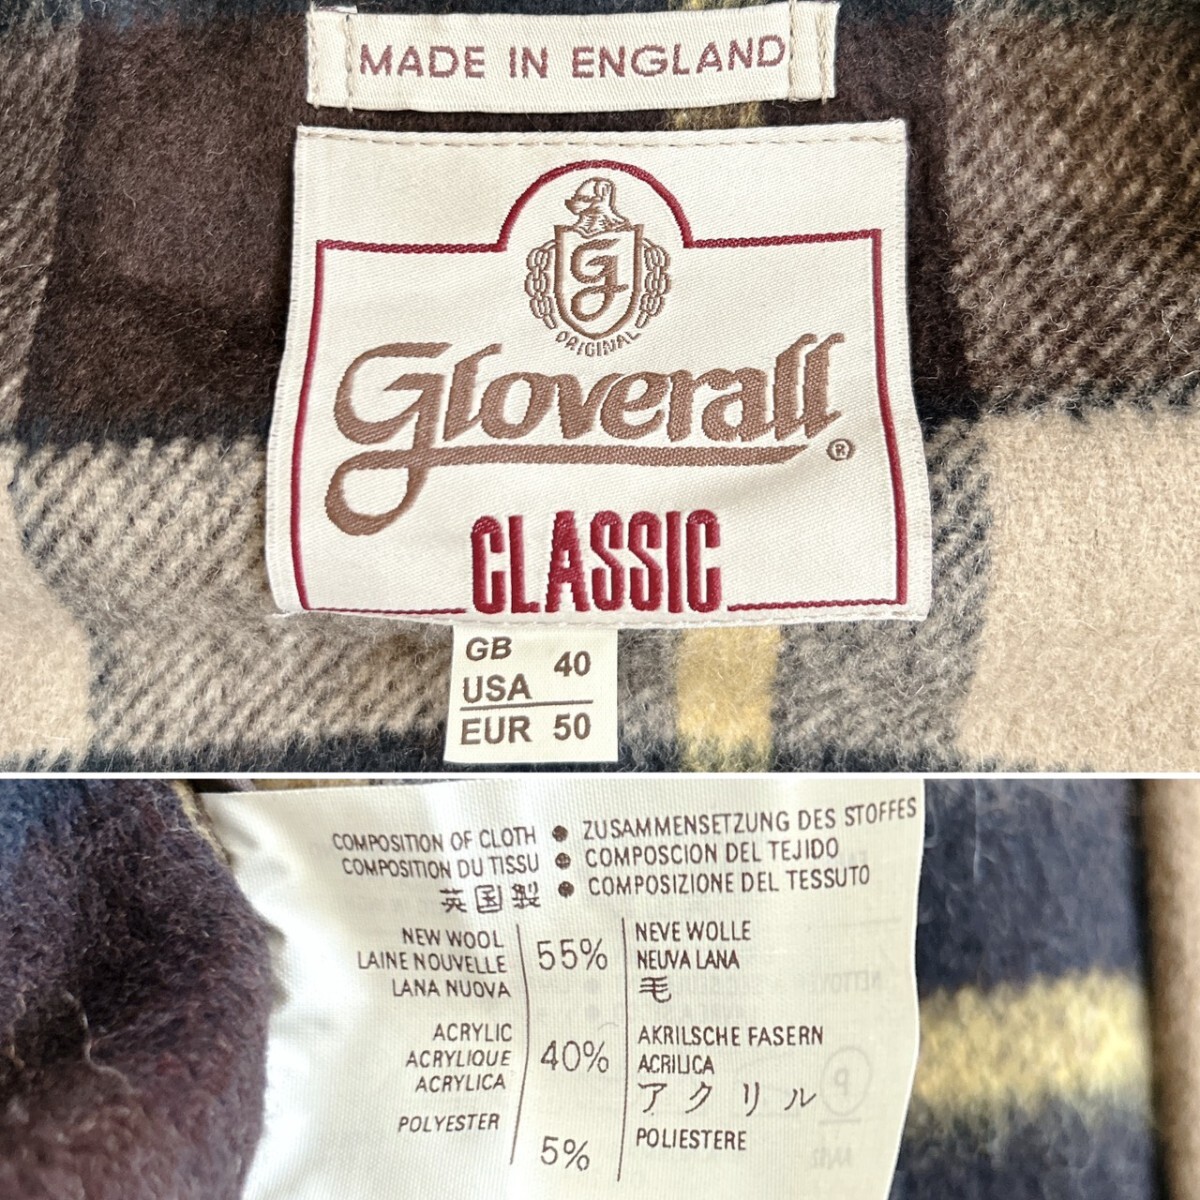 MADE IN ENGLAND
G
ORIGINAL
Gloverall ®
CLASSIC
GB
USA 40
EUR 50
COMPOSITION OF CLOTH ● ZUSAMMENSETZUNG DES STOFFES
COMPOSITION DU TISSU ● COMPOSCION DEL TEJIDO
英国製 ● COMPOSIZIONE DEL TESSUTO
NEW WOOL 55% NEVE WOLLE
LAINE NOUVELLE NEUVA LANA
LANA NUOVA 毛
ACRYLIC 40% AKRILSCHE FASERN
ACRYLIQUE ACRILICA
ACRYLICA アクリル
POLYESTER 5% POLIESTERE